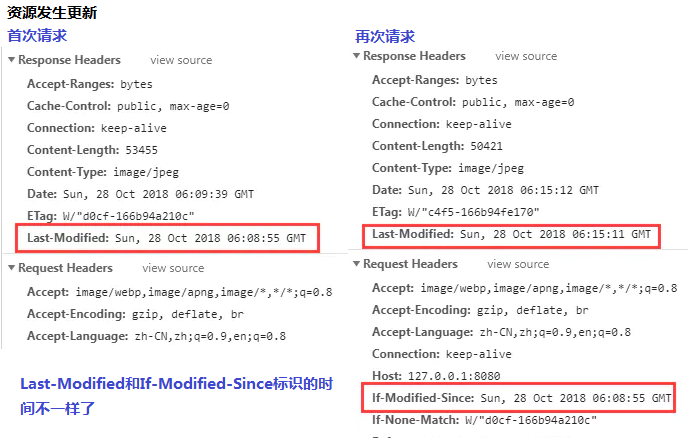 资源发生更新
首次请求
Response Headers view source
Accept-Ranges: bytes
Cache-Control: public, max-age=0
Connection: keep-alive
Content-Length: 53455
Content-Type: image/jpeg
Date: Sun, 28 Oct 2018 06:09:39 GMT
ETag: W/"d0cf-166b94a210c"
Last-Modified: Sun, 28 Oct 2018 06:08:55 GMT
Request Headers view source
Accept: image/webp,image/apng,image/*,*/*;q=0.8
Accept-Encoding: gzip, deflate, br
Accept-Language: zh-CN,zh;q=0.9,en;q=0.8
Last-Modified和If-Modified-Since标识的时
间不一样了
再次请求
Response Headers view source
Accept-Ranges: bytes
Cache-Control: public, max-age=0
Connection: keep-alive
Content-Length: 50421
Content-Type: image/jpeg
Date: Sun, 28 Oct 2018 06:15:12 GMT
ETag: W/"c4f5-166b94fe170"
Last-Modified: Sun, 28 Oct 2018 06:15:11 GMT
Request Headers view source
Accept: image/webp,image/apng,image/*,*/*;q=0.8
Accept-Encoding: gzip, deflate, br
Accept-Language: zh-CN,zh;q=0.9,en;q=0.8
Connection: keep-alive
Host: 127.0.0.1:8080
If-Modified-Since: Sun, 28 Oct 2018 06:08:55 GMT
If-None-Match: W/"d0cf-166b94a210c"